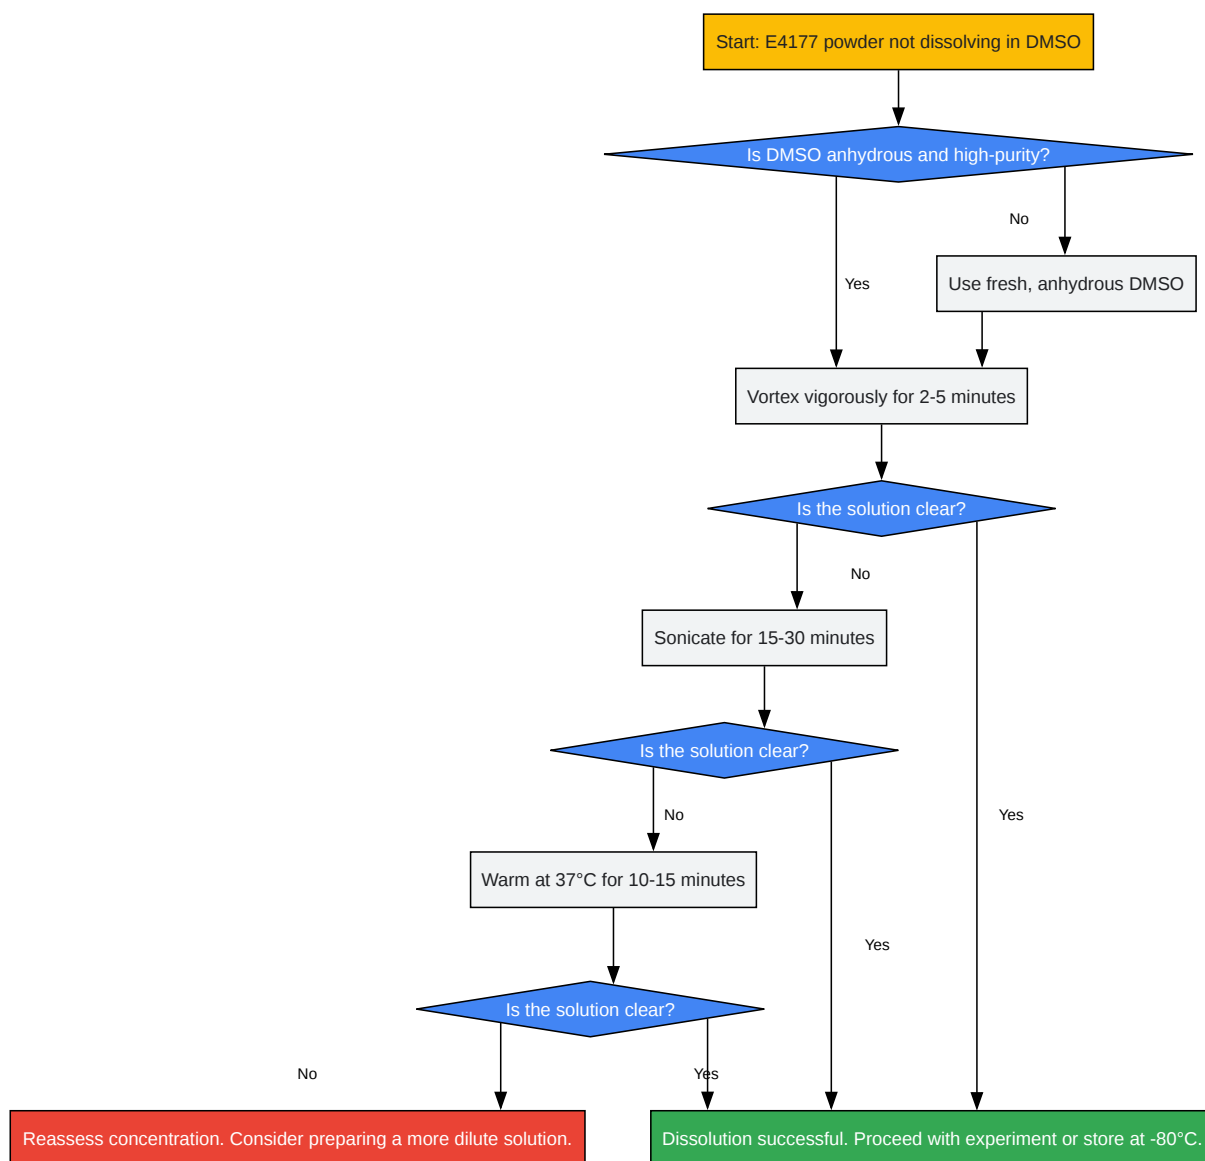 Start: E4177 powder not dissolving in DMSO
Is DMSO anhydrous and high-purity?
No
Yes
Use fresh, anhydrous DMSO
Vortex vigorously for 2-5 minutes
Is the solution clear?
No
Sonicate for 15-30 minutes
Is the solution clear?
No
Yes
Warm at 37°C for 10-15 minutes
Yes
Is the solution clear?
No
Yes
Reassess concentration. Consider preparing a more dilute solution.
Dissolution successful. Proceed with experiment or store at -80°C.